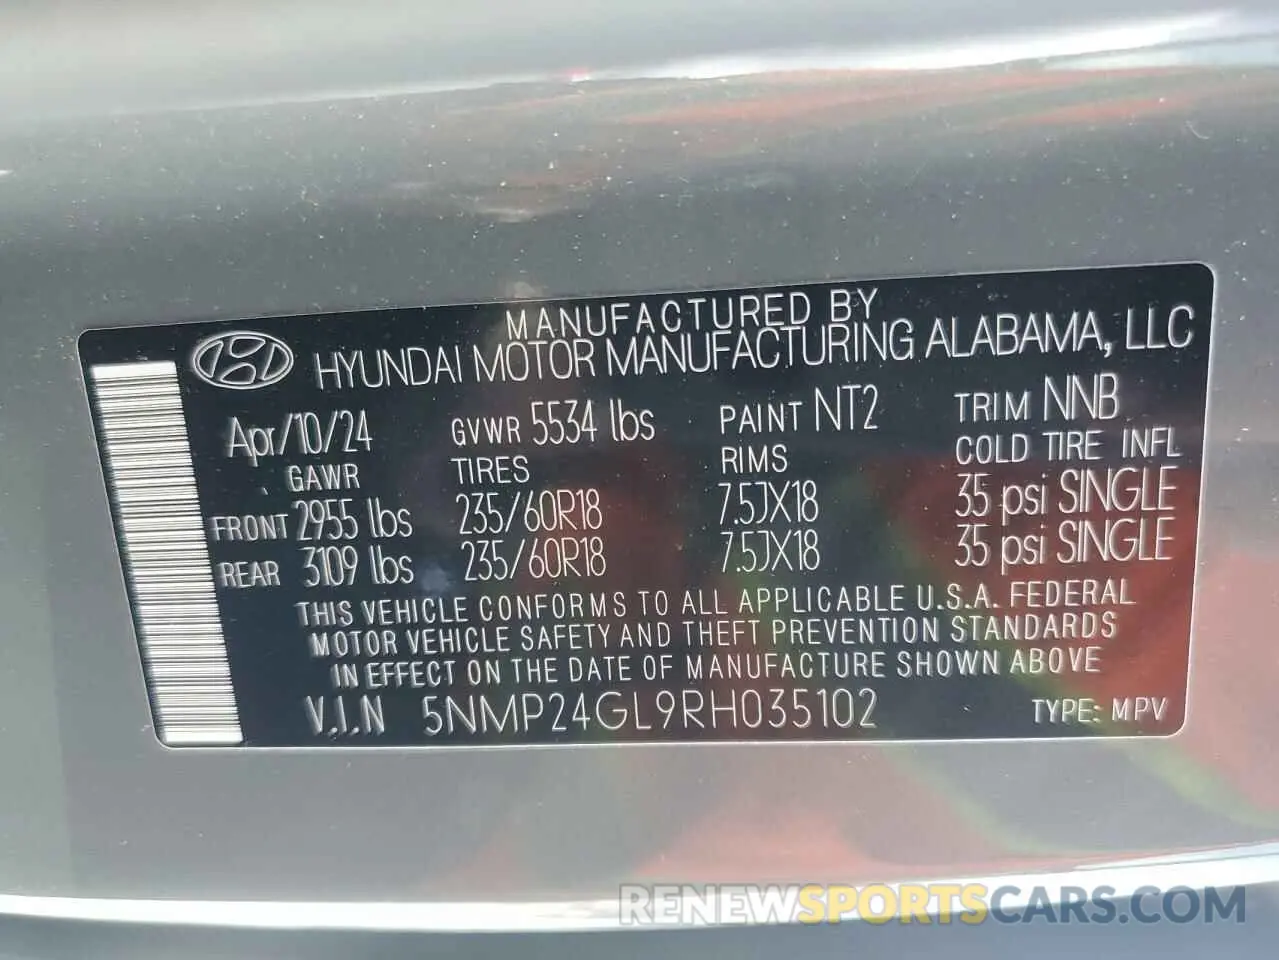 MANUFACTURED BY
HYUNDAI MOTOR MANUFACTURING ALABAMA, LLC
Apr/10/24 GVWR 5534 lbs PAINT NT2 TRIM NNB
GAWR TIRES RIMS COLD TIRE INFL
FRONT 2955 lbs 235/60R18 7.5JX18 35 psi SINGLE
REAR 3109 lbs 235/60R18 7.5JX18 35 psi SINGLE
THIS VEHICLE CONFORMS TO ALL APPLICABLE U.S.A. FEDERAL
MOTOR VEHICLE SAFETY AND THEFT PREVENTION STANDARDS
IN EFFECT ON THE DATE OF MANUFACTURE SHOWN ABOVE
V.I.N 5NMP24GL9RH035102 TYPE: MPV
RENEWSPORTSCARS.COM